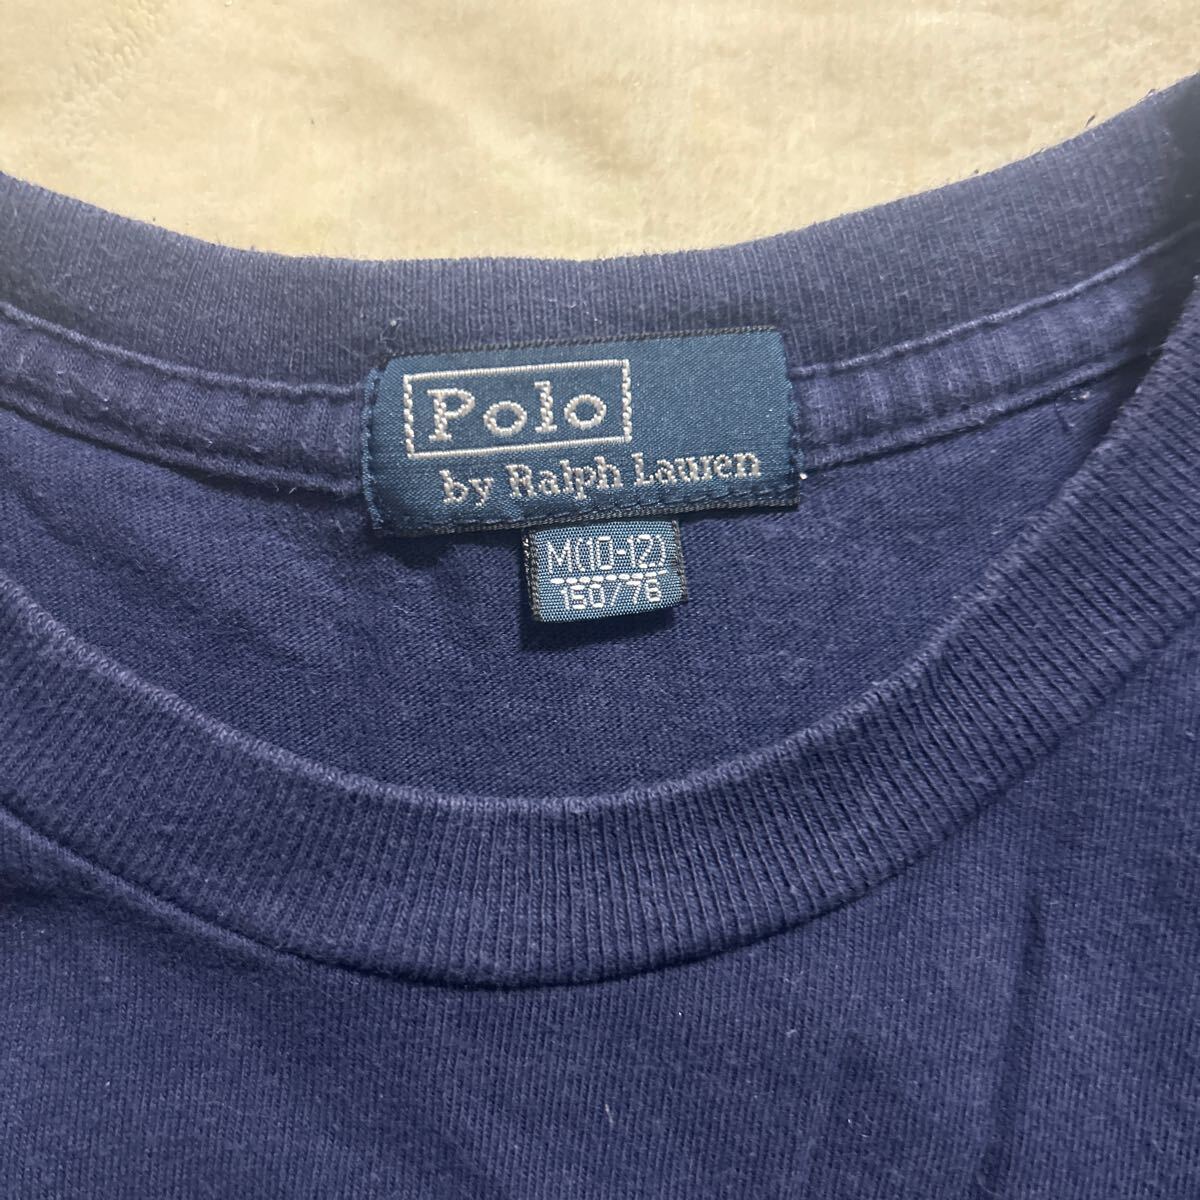 Polo
by Ralph Lauren
M(10-12)
150/76